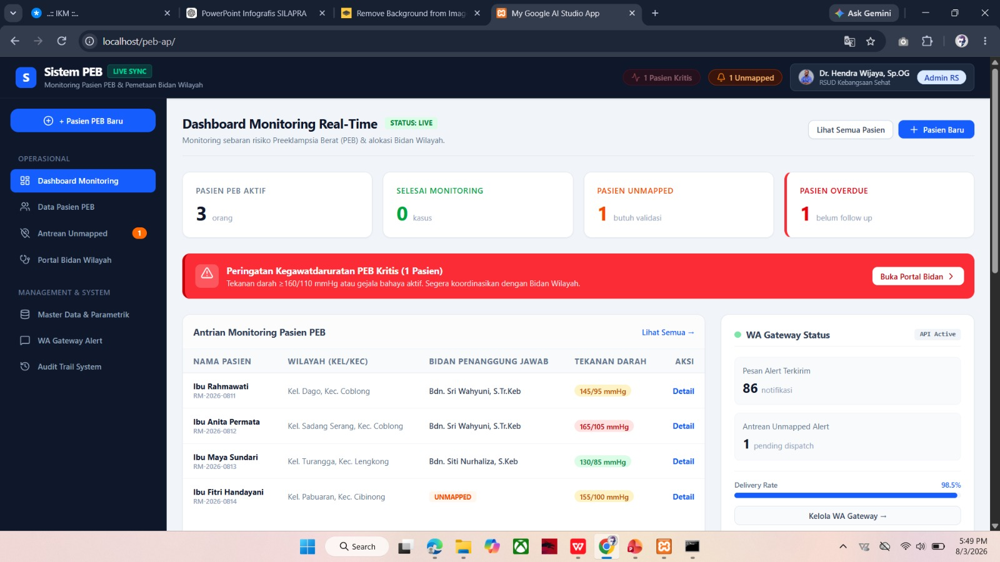 ..:: IKM ::..
PowerPoint Infografis SILAPRA
Remove Background from Imag
My Google AI Studio App
Ask Gemini
localhost/peb-ap/
S
Sistem PEB
LIVE SYNC
Monitoring Pasien PEB & Pemetaan Bidan Wilayah
1 Pasien Kritis
1 Unmapped
Dr. Hendra Wijaya, Sp.OG
RSUD Kebangsaan Sehat
Admin RS
+ Pasien PEB Baru
OPERASIONAL
Dashboard Monitoring
Data Pasien PEB
Antrean Unmapped
1
Portal Bidan Wilayah
MANAGEMENT & SYSTEM
Master Data & Parametrik
WA Gateway Alert
Audit Trail System
Dashboard Monitoring Real-Time
STATUS: LIVE
Monitoring sebaran risiko Preeklampsia Berat (PEB) & alokasi Bidan Wilayah.
Lihat Semua Pasien
+ Pasien Baru
PASIEN PEB AKTIF
3 orang
SELESAI MONITORING
0 kasus
PASIEN UNMAPPED
1 butuh validasi
PASIEN OVERDUE
1 belum follow up
Peringatan Kegawatdaruratan PEB Kritis (1 Pasien)
Tekanan darah ≥160/110 mmHg atau gejala bahaya aktif. Segera koordinasikan dengan Bidan Wilayah.
Buka Portal Bidan
Antrian Monitoring Pasien PEB
Lihat Semua →
NAMA PASIEN WILAYAH (KEL/KEC) BIDAN PENANGGUNG JAWAB TEKANAN DARAH AKSI
Ibu Rahmawati
RM-2026-0811
Kel. Dago, Kec. Coblong
Bdn. Sri Wahyuni, S.Tr.Keb
145/95 mmHg
Detail
Ibu Anita Permata
RM-2026-0812
Kel. Sadang Serang, Kec. Coblong
Bdn. Sri Wahyuni, S.Tr.Keb
165/105 mmHg
Detail
Ibu Maya Sundari
RM-2026-0813
Kel. Turangga, Kec. Lengkong
Bdn. Siti Nurhaliza, S.Keb
130/85 mmHg
Detail
Ibu Fitri Handayani
RM-2026-0814
Kel. Pabuaran, Kec. Cibinong
UNMAPPED
155/100 mmHg
Detail
WA Gateway Status
API Active
Pesan Alert Terkirim
86 notifikasi
Antrean Unmapped Alert
1 pending dispatch
Delivery Rate
98.5%
Kelola WA Gateway →
Search
5:49 PM
8/3/2026